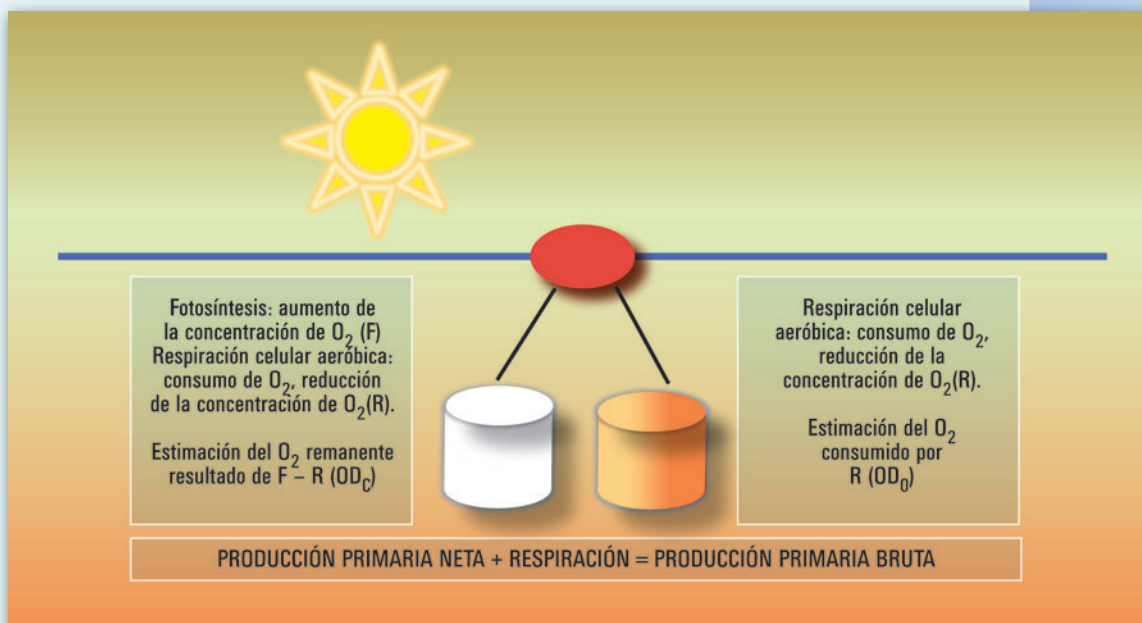 Fotosíntesis: aumento de
la concentración de O₂ (F)
Respiración celular aeróbica:
consumo de O₂, reducción
de la concentración de O₂(R).
Estimación del O₂ remanente
resultado de F – R (OD_C)
Respiración celular
aeróbica: consumo de O₂,
reducción de la
concentración de O₂(R).
Estimación del O₂
consumido por
R (OD₀)
PRODUCCIÓN PRIMARIA NETA + RESPIRACIÓN = PRODUCCIÓN PRIMARIA BRUTA